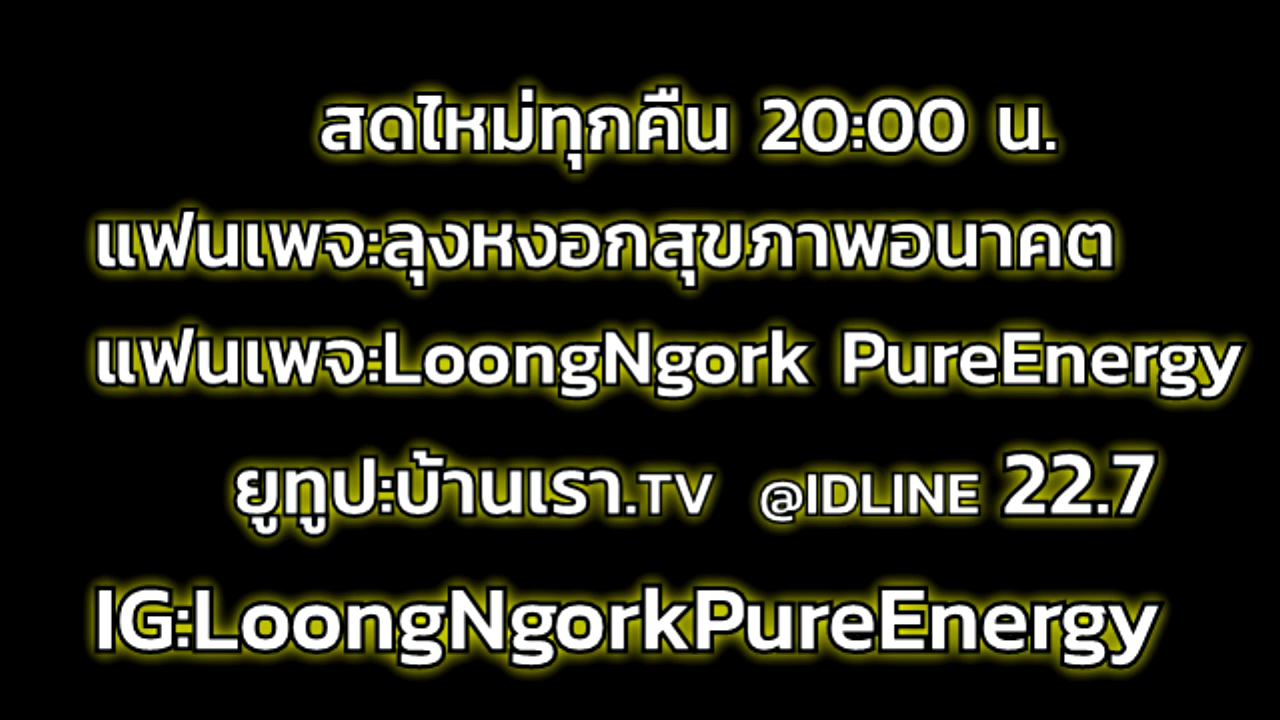 สดใหม่ทุกคืน 20:00 น.
แฟนเพจ:ลุงหงอกสุขภาพอนาคต
แฟนเพจ:LoongNgork PureEnergy
ยูทูป:บ้านเรา.TV @IDLINE 22.7
IG:LoongNgorkPureEnergy